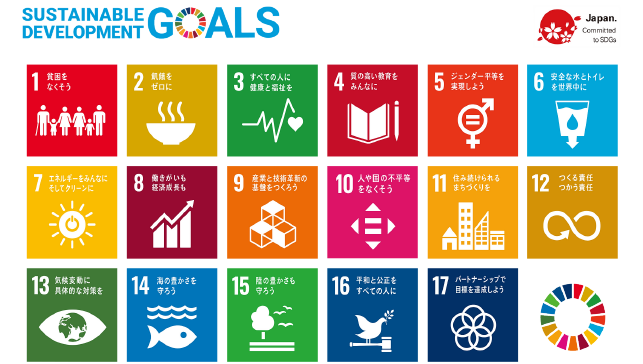 SUSTAINABLE
DEVELOPMENT
GOALS
Japan.
Committed
to SDGs
1 貧困を
なくそう
2 飢餓を
ゼロに
3 すべての人に
健康と福祉を
4 質の高い教育を
みんなに
5 ジェンダー平等を
実現しよう
6 安全な水とトイレ
を世界中に
7 エネルギーをみんなに
そしてクリーンに
8 働きがいも
経済成長も
9 産業と技術革新の
基盤をつくろう
10 人や国の不平等
をなくそう
11 住み続けられる
まちづくりを
12 つくる責任
つかう責任
13 気候変動に
具体的な対策を
14 海の豊かさを
守ろう
15 陸の豊かさも
守ろう
16 平和と公正を
すべての人に
17 パートナーシップで
目標を達成しよう